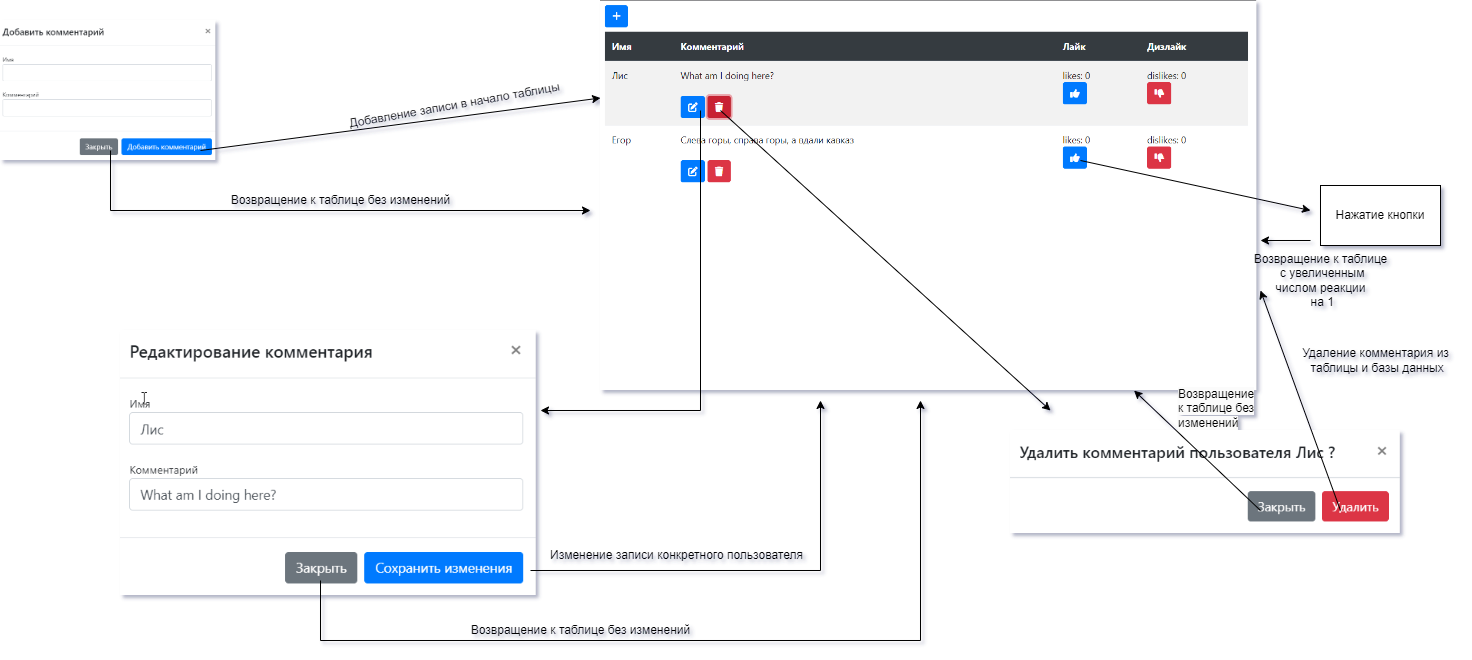 Добавить комментарий ×
Имя
Комментарий
Закрыть Добавить комментарий
Добавление записи в начало таблицы
Возвращение к таблице без изменений
+
Имя Комментарий Лайк Дизлайк
Лис What am I doing here? likes: 0 dislikes: 0
Егор Слева горы, справа горы, а вдали кавказ likes: 0 dislikes: 0
Нажатие кнопки
Возвращение к таблице
с увеличенным
числом реакции
на 1
Удаление комментария из
таблицы и базы данных
Возвращение
к таблице без
изменений
Удалить комментарий пользователя Лис ? ×
Закрыть Удалить
Редактирование комментария ×
Имя
Лис
Комментарий
What am I doing here?
Закрыть Сохранить изменения
Изменение записи конкретного пользователя
Возвращение к таблице без изменений